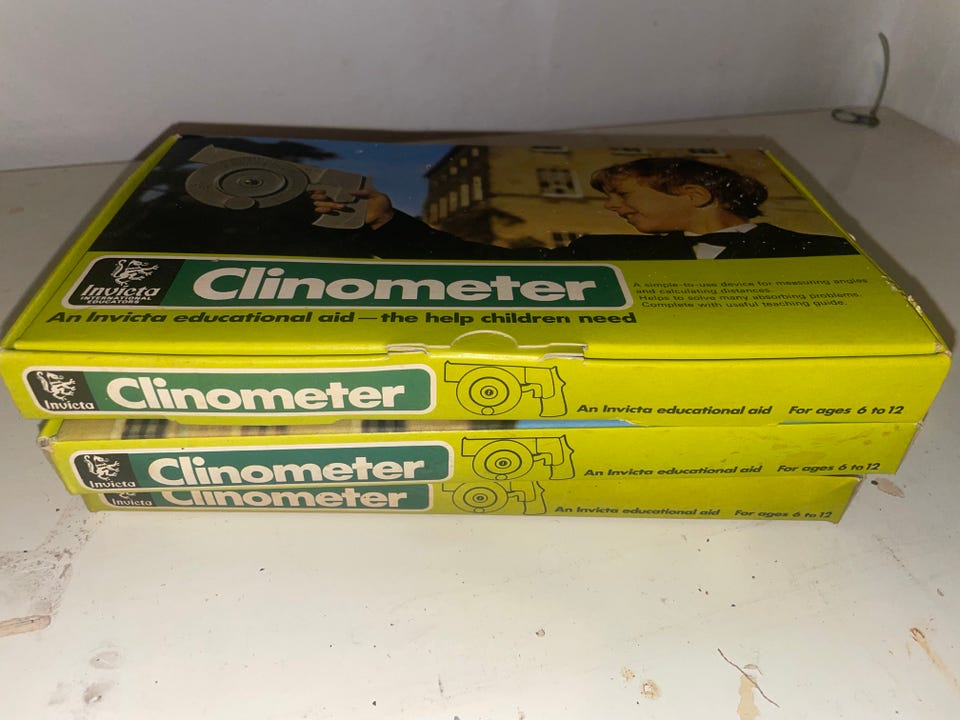 Invicta
INTERNATIONAL
EDUCATORS
Clinometer
A simple-to-use device for measuring angles
and calculating distances.
Helps to solve many absorbing problems.
Complete with useful teaching guide.
An Invicta educational aid — the help children need
Invicta
Clinometer
An Invicta educational aid For ages 6 to 12
Invicta
Clinometer
An Invicta educational aid For ages 6 to 12
Invicta
Clinometer
An Invicta educational aid For ages 6 to 12